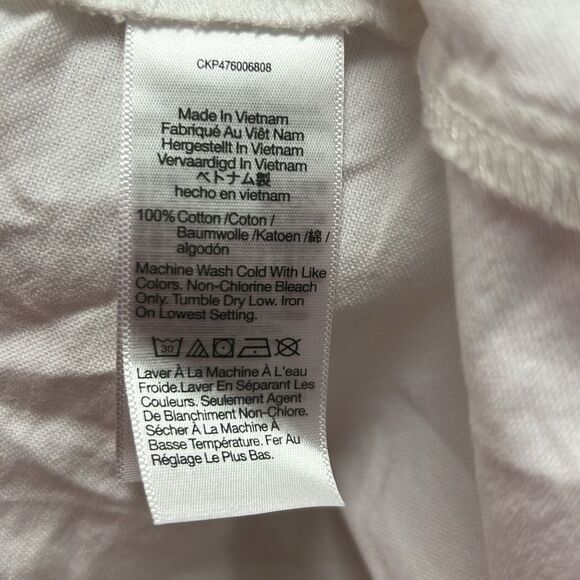 CKP476006808
Made In Vietnam
Fabriqué Au Viêt Nam
Hergestellt In Vietnam
Vervaardigd In Vietnam
ベトナム製
hecho en vietnam
100% Cotton /Coton /
Baumwolle /Katoen /綿 /
algodón
Machine Wash Cold With Like
Colors. Non-Chlorine Bleach
Only. Tumble Dry Low. Iron
On Lowest Setting.
30
Laver À La Machine À L'eau
Froide.Laver En Séparant Les
Couleurs. Seulement Agent
De Blanchiment Non-Chlore.
Sécher À La Machine À
Basse Température. Fer Au
Réglage Le Plus Bas.